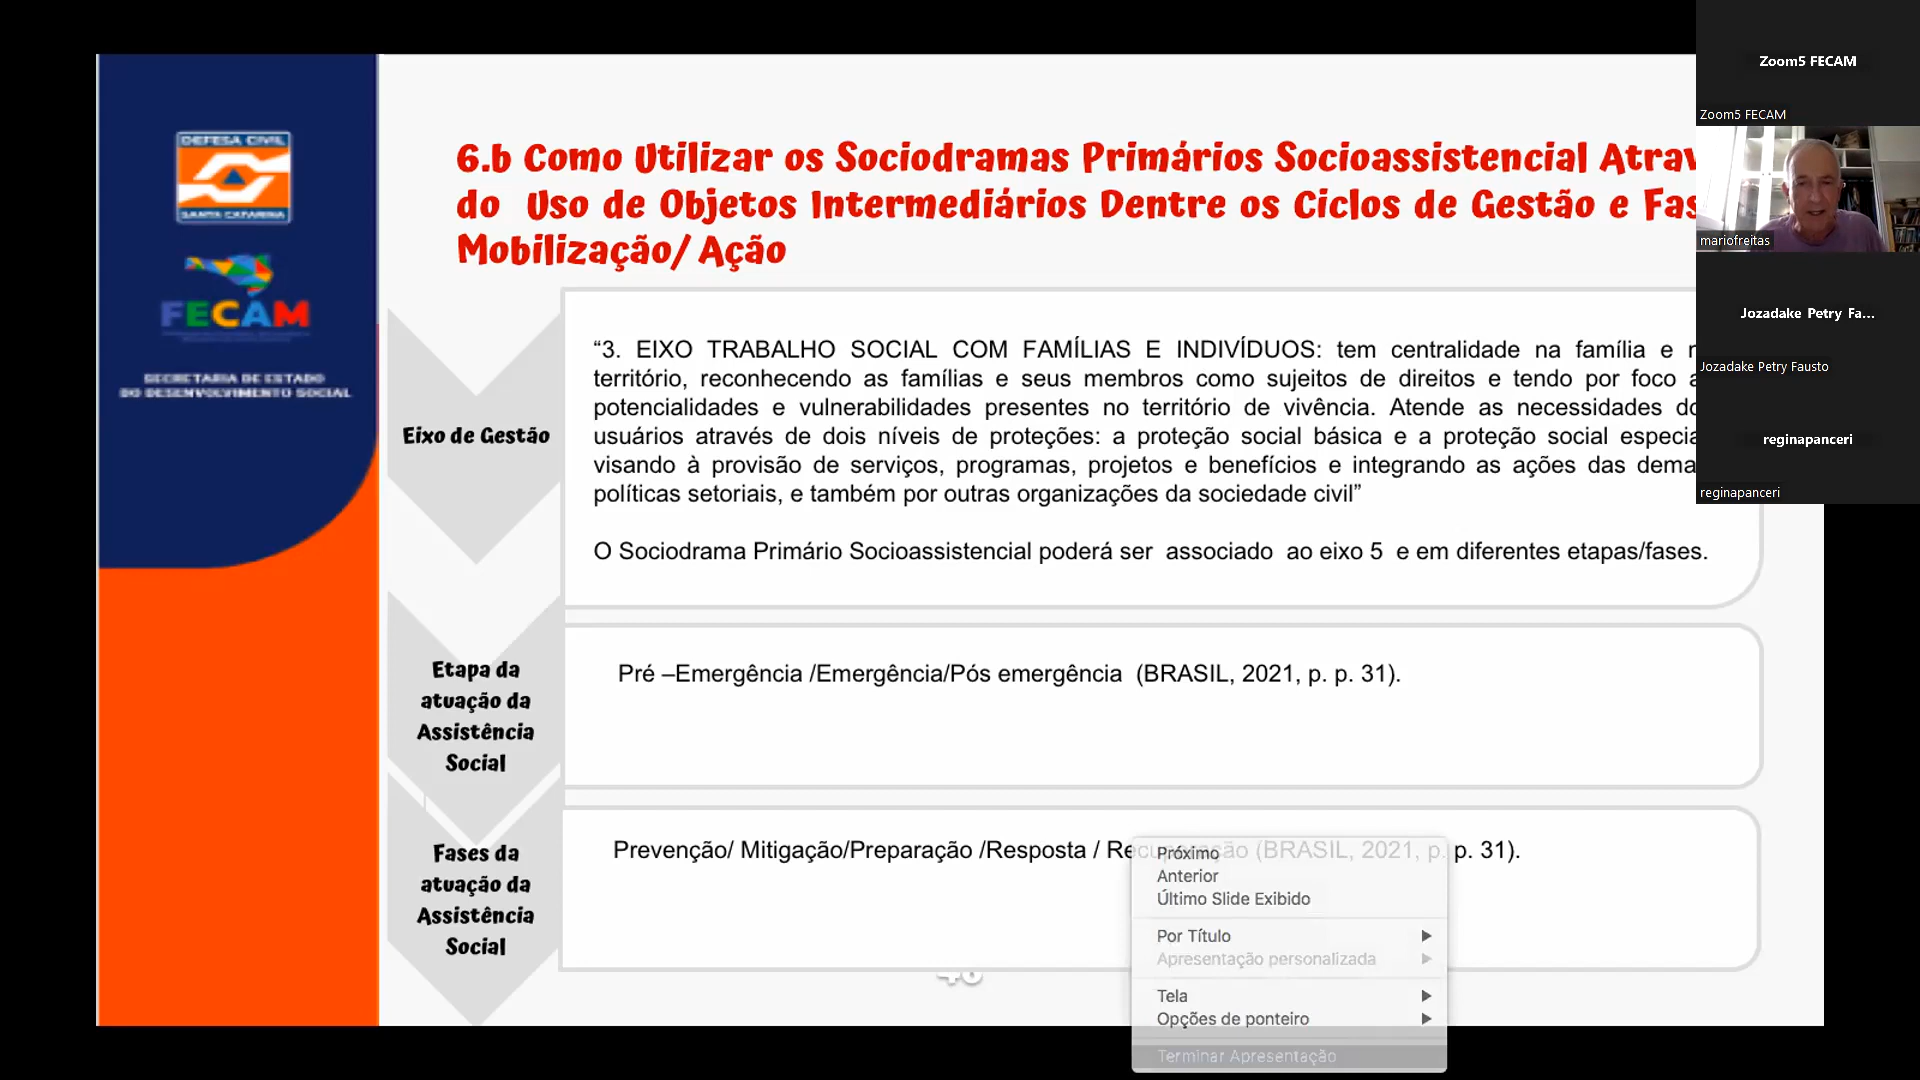 DEFESA CIVIL
SANTA CATARINA
FECAM
SECRETARIA DE ESTADO
DO DESENVOLVIMENTO SOCIAL
6.b Como Utilizar os Sociodramas Primários Socioassistencial Atrav
do Uso de Objetos Intermediários Dentre os Ciclos de Gestão e Fas
Mobilização/ Ação
Eixo de Gestão
“3. EIXO TRABALHO SOCIAL COM FAMÍLIAS E INDIVÍDUOS: tem centralidade na família e n
território, reconhecendo as famílias e seus membros como sujeitos de direitos e tendo por foco a
potencialidades e vulnerabilidades presentes no território de vivência. Atende as necessidades do
usuários através de dois níveis de proteções: a proteção social básica e a proteção social especia
visando à provisão de serviços, programas, projetos e benefícios e integrando as ações das dema
políticas setoriais, e também por outras organizações da sociedade civil”
O Sociodrama Primário Socioassistencial poderá ser associado ao eixo 5 e em diferentes etapas/fases.
Etapa da
atuação da
Assistência
Social
Pré –Emergência /Emergência/Pós emergência (BRASIL, 2021, p. p. 31).
Fases da
atuação da
Assistência
Social
Prevenção/ Mitigação/Preparação /Resposta / Recuperação (BRASIL, 2021, p. p. 31).
Próximo
Anterior
Último Slide Exibido
Por Título
Apresentação personalizada
Tela
Opções de ponteiro
Terminar Apresentação
Zoom5 FECAM
Zoom5 FECAM
mariofreitas
Jozadake Petry Fa...
Jozadake Petry Fausto
reginapanceri
reginapanceri